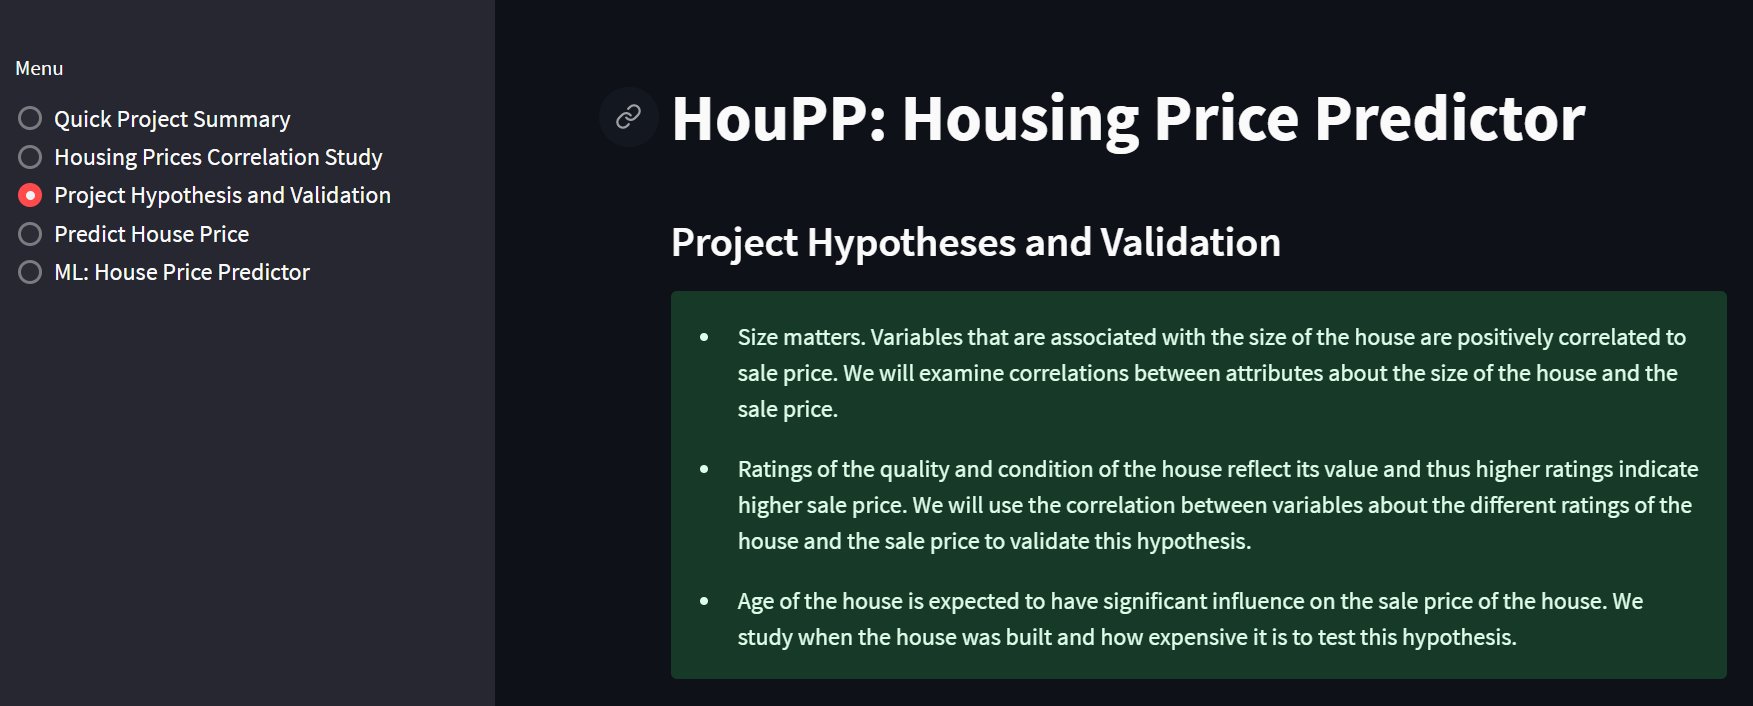 Menu
Quick Project Summary
Housing Prices Correlation Study
Project Hypothesis and Validation
Predict House Price
ML: House Price Predictor
HouPP: Housing Price Predictor
Project Hypotheses and Validation
• Size matters. Variables that are associated with the size of the house are positively correlated to
sale price. We will examine correlations between attributes about the size of the house and the
sale price.
• Ratings of the quality and condition of the house reflect its value and thus higher ratings indicate
higher sale price. We will use the correlation between variables about the different ratings of the
house and the sale price to validate this hypothesis.
• Age of the house is expected to have significant influence on the sale price of the house. We
study when the house was built and how expensive it is to test this hypothesis.